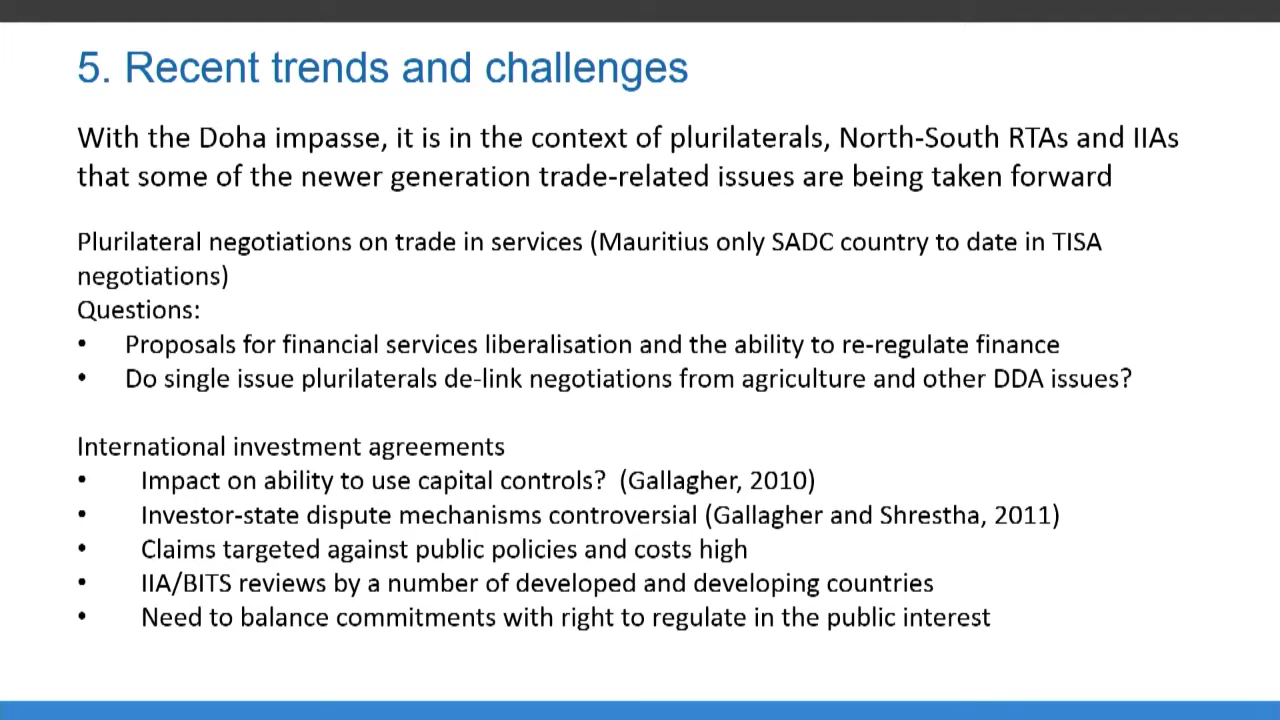 5. Recent trends and challenges
With the Doha impasse, it is in the context of plurilaterals, North-South RTAs and IIAs
that some of the newer generation trade-related issues are being taken forward
Plurilateral negotiations on trade in services (Mauritius only SADC country to date in TISA
negotiations)
Questions:
• Proposals for financial services liberalisation and the ability to re-regulate finance
• Do single issue plurilaterals de-link negotiations from agriculture and other DDA issues?
International investment agreements
• Impact on ability to use capital controls? (Gallagher, 2010)
• Investor-state dispute mechanisms controversial (Gallagher and Shrestha, 2011)
• Claims targeted against public policies and costs high
• IIA/BITS reviews by a number of developed and developing countries
• Need to balance commitments with right to regulate in the public interest